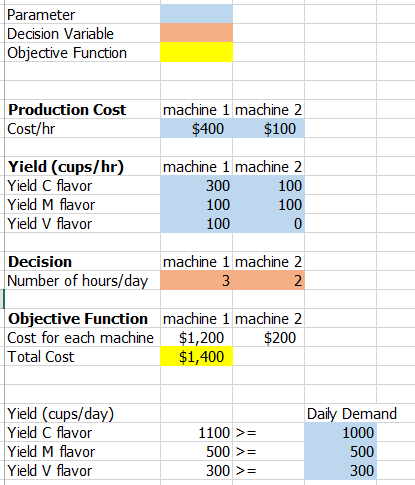 Parameter
Decision Variable
Objective Function
Production Cost machine 1 machine 2
Cost/hr $400 $100
Yield (cups/hr) machine 1 machine 2
Yield C flavor 300 100
Yield M flavor 100 100
Yield V flavor 100 0
Decision machine 1 machine 2
Number of hours/day 3 2
Objective Function machine 1 machine 2
Cost for each machine $1,200 $200
Total Cost $1,400
Yield (cups/day) Daily Demand
Yield C flavor 1100 >= 1000
Yield M flavor 500 >= 500
Yield V flavor 300 >= 300